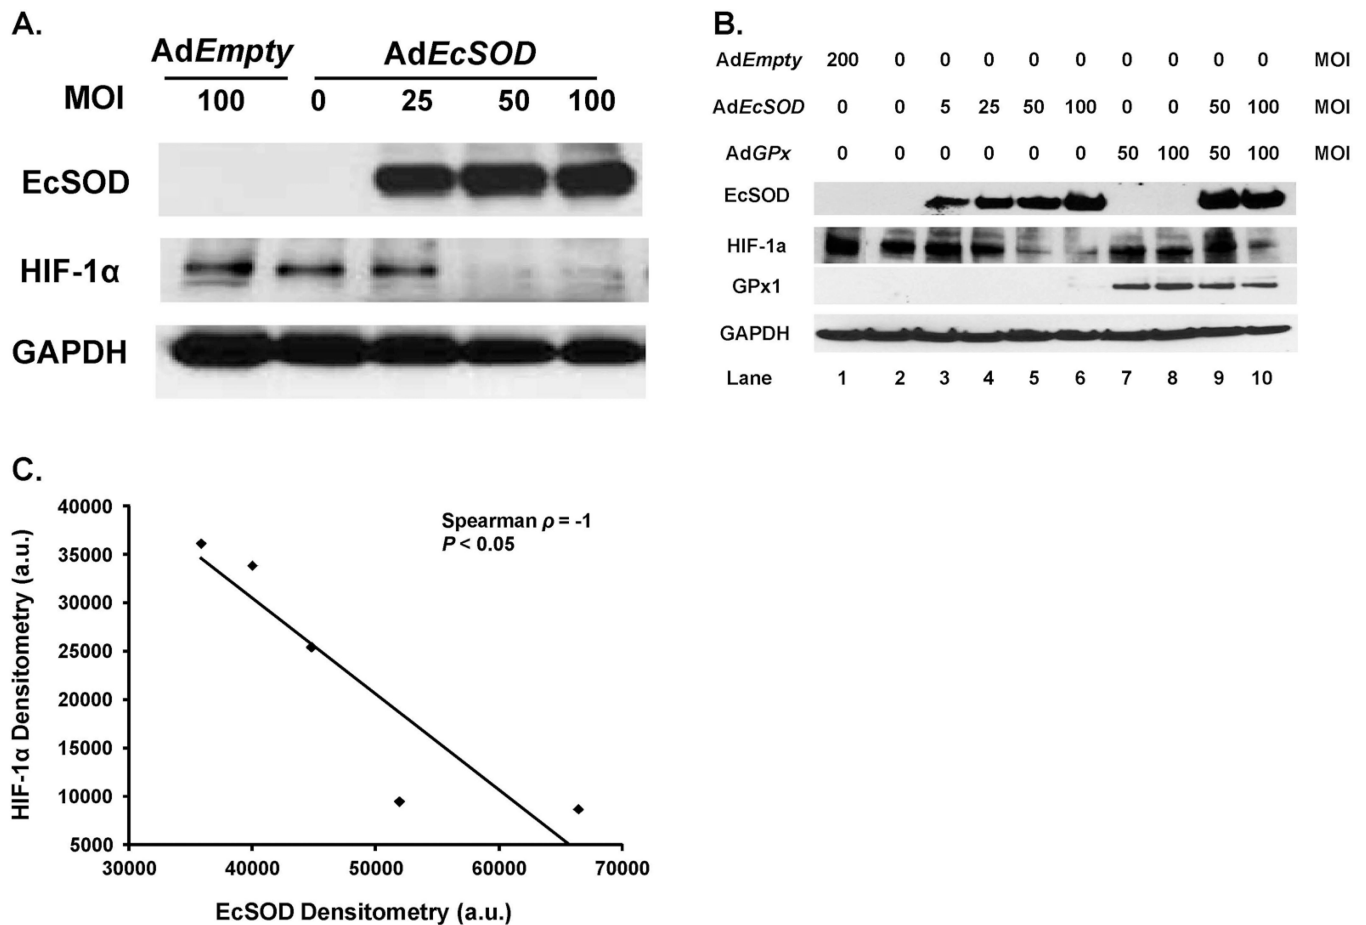 A.
AdEmpty AdEcSOD
MOI 100 0 25 50 100
EcSOD
HIF-1α
GAPDH
B.
AdEmpty 200 0 0 0 0 0 0 0 0 0 MOI
AdEcSOD 0 0 5 25 50 100 0 0 50 100 MOI
AdGPx 0 0 0 0 0 0 50 100 50 100 MOI
EcSOD
HIF-1a
GPx1
GAPDH
Lane 1 2 3 4 5 6 7 8 9 10
C.
HIF-1α Densitometry (a.u.)
40000
35000
30000
25000
20000
15000
10000
5000
Spearman ρ = -1
P < 0.05
30000 40000 50000 60000 70000
EcSOD Densitometry (a.u.)